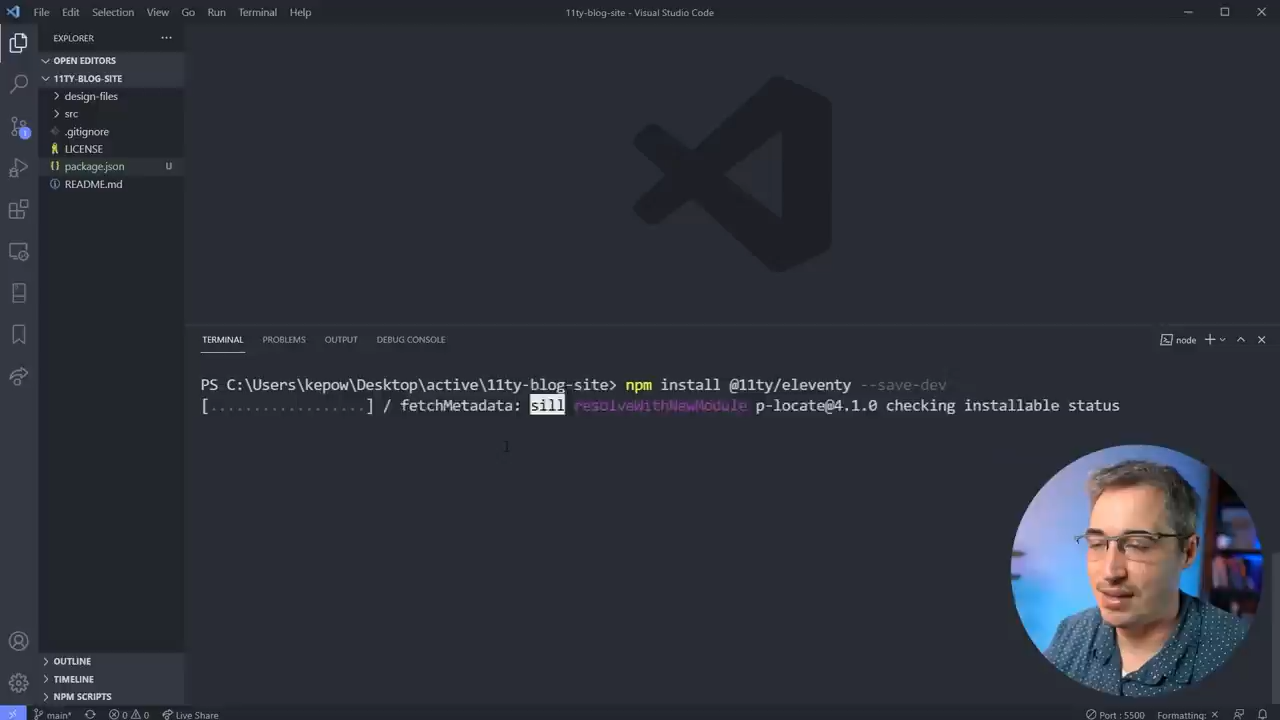 File Edit Selection View Go Run Terminal Help
11ty-blog-site - Visual Studio Code
EXPLORER
OPEN EDITORS
11TY-BLOG-SITE
design-files
src
.gitignore
LICENSE
package.json U
README.md
1
TERMINAL PROBLEMS OUTPUT DEBUG CONSOLE
node
PS C:\Users\kepow\Desktop\active\11ty-blog-site> npm install @11ty/eleventy --save-dev
[..................] / fetchMetadata: sill resolveWithNewModule p-locate@4.1.0 checking installable status
OUTLINE
TIMELINE
NPM SCRIPTS
main* 0 0 Live Share
Port : 5500 Formatting: ×